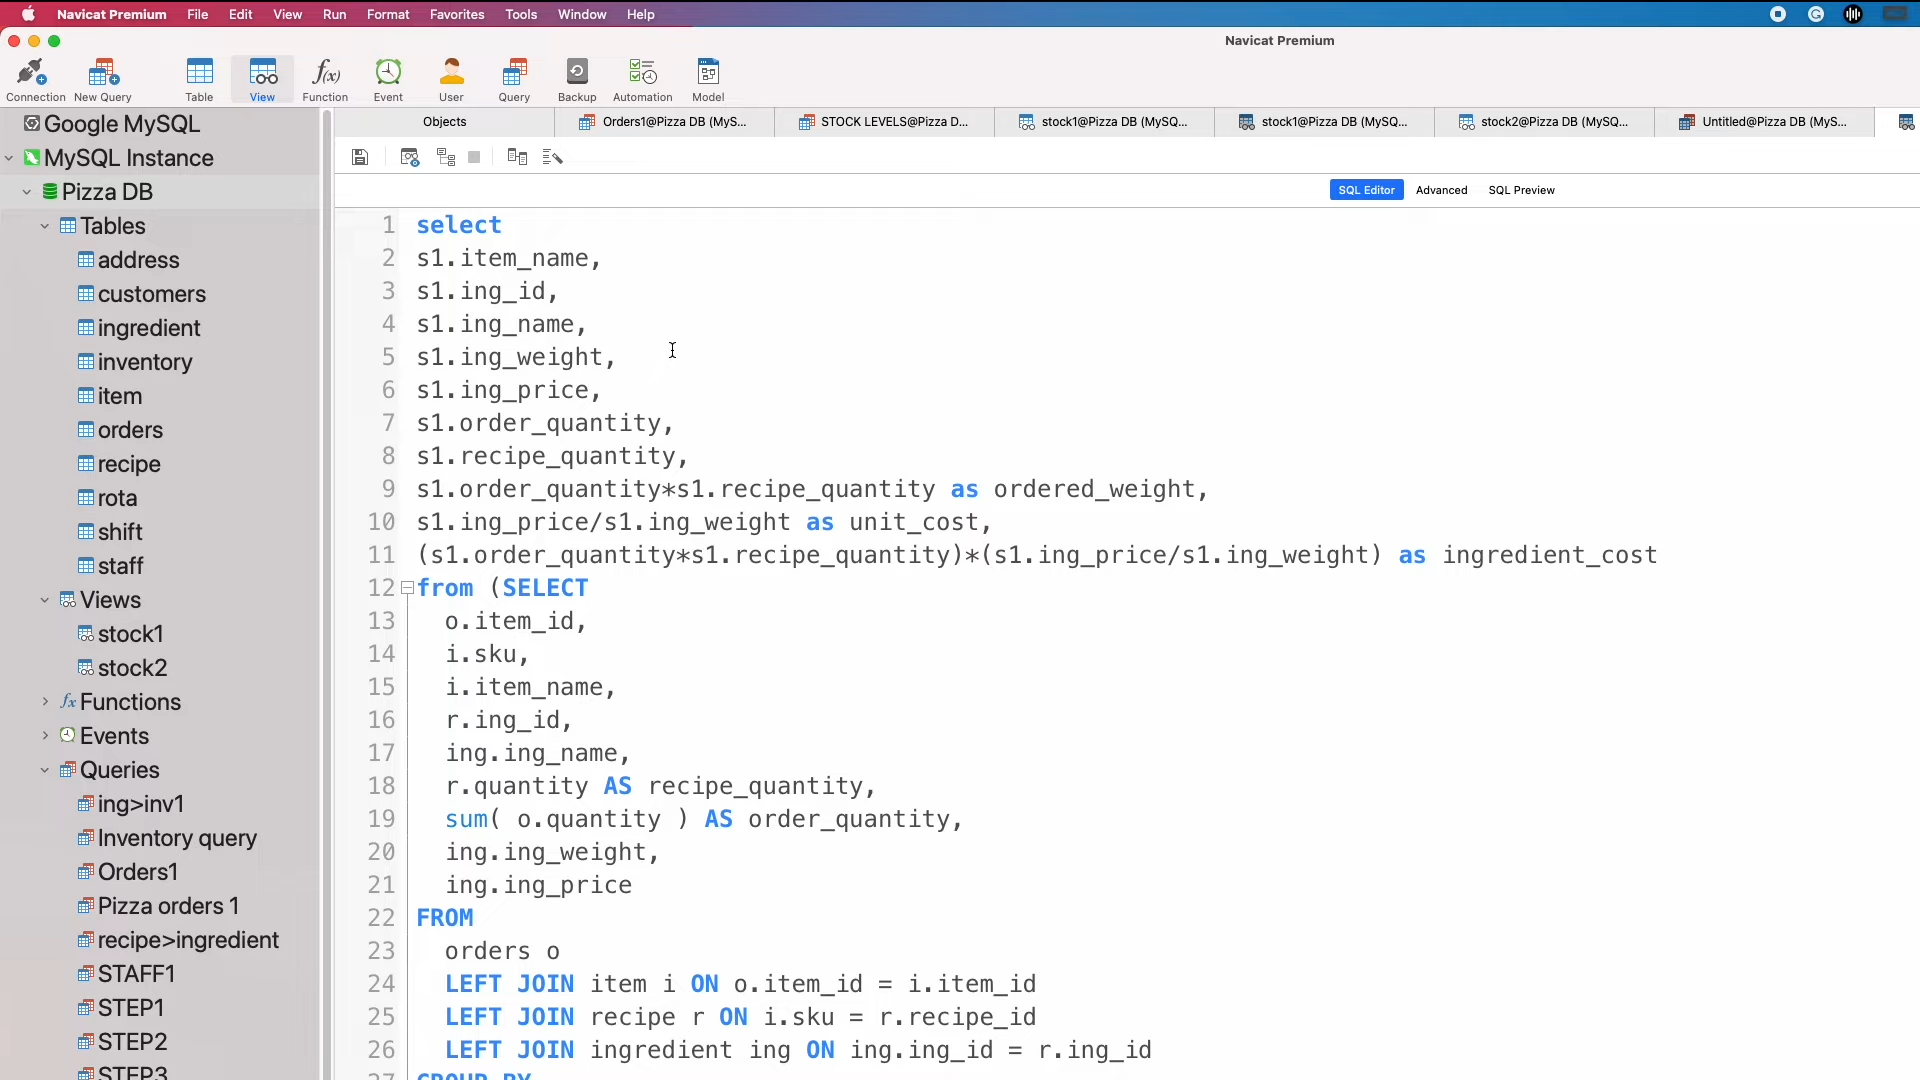 Navicat Premium File Edit View Run Format Favorites Tools Window Help
Navicat Premium
Connection New Query Table View Function Event User Query Backup Automation Model
Objects Orders1@Pizza DB (MyS... STOCK LEVELS@Pizza D... stock1@Pizza DB (MySQ... stock1@Pizza DB (MySQ... stock2@Pizza DB (MySQ... Untitled@Pizza DB (MyS...
SQL Editor Advanced SQL Preview
Google MySQL
MySQL Instance
Pizza DB
Tables
address
customers
ingredient
inventory
item
orders
recipe
rota
shift
staff
Views
stock1
stock2
Functions
Events
Queries
ing>inv1
Inventory query
Orders1
Pizza orders 1
recipe>ingredient
STAFF1
STEP1
STEP2
STEP3
1 select
2 s1.item_name,
3 s1.ing_id,
4 s1.ing_name,
5 s1.ing_weight,
6 s1.ing_price,
7 s1.order_quantity,
8 s1.recipe_quantity,
9 s1.order_quantity*s1.recipe_quantity as ordered_weight,
10 s1.ing_price/s1.ing_weight as unit_cost,
11 (s1.order_quantity*s1.recipe_quantity)*(s1.ing_price/s1.ing_weight) as ingredient_cost
12 from (SELECT
13 o.item_id,
14 i.sku,
15 i.item_name,
16 r.ing_id,
17 ing.ing_name,
18 r.quantity AS recipe_quantity,
19 sum( o.quantity ) AS order_quantity,
20 ing.ing_weight,
21 ing.ing_price
22 FROM
23 orders o
24 LEFT JOIN item i ON o.item_id = i.item_id
25 LEFT JOIN recipe r ON i.sku = r.recipe_id
26 LEFT JOIN ingredient ing ON ing.ing_id = r.ing_id
27 GROUP BY